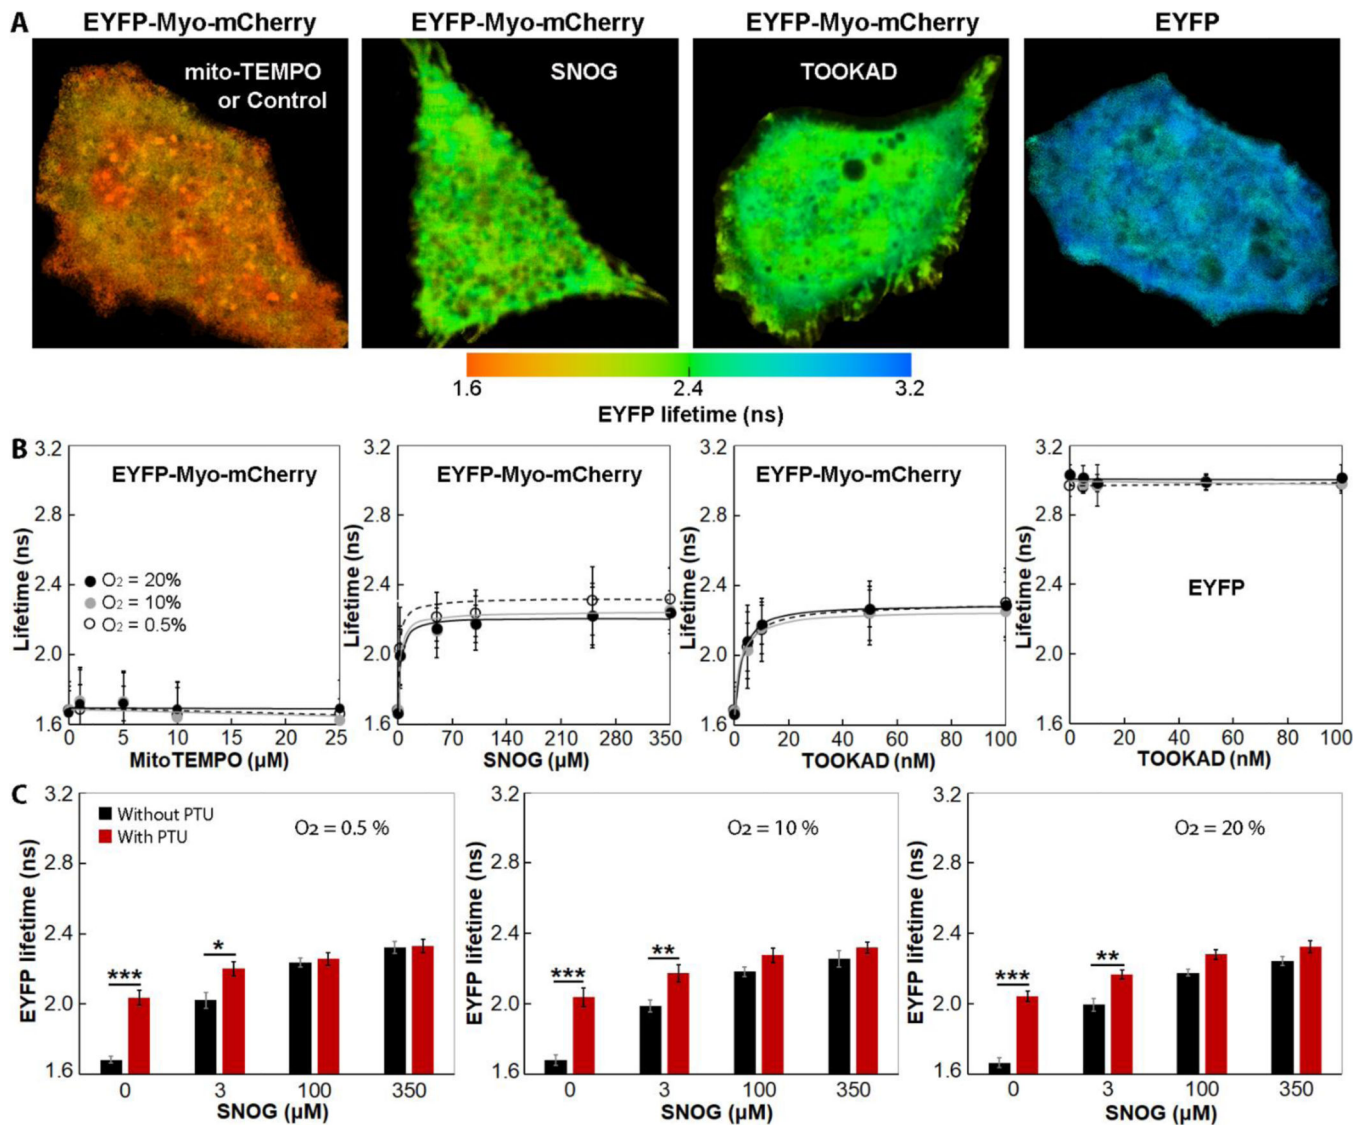 A
EYFP-Myo-mCherry EYFP-Myo-mCherry EYFP-Myo-mCherry EYFP
mito-TEMPO
or Control
SNOG
TOOKAD
1.6 2.4 3.2
EYFP lifetime (ns)
B
3.2
2.8
2.4
2.0
1.6
Lifetime (ns)
EYFP-Myo-mCherry
O₂ = 20%
O₂ = 10%
O₂ = 0.5%
0 5 10 15 20 25
MitoTEMPO (µM)
3.2
2.8
2.4
2.0
1.6
Lifetime (ns)
EYFP-Myo-mCherry
0 70 140 210 280 350
SNOG (µM)
3.2
2.8
2.4
2.0
1.6
Lifetime (ns)
EYFP-Myo-mCherry
0 20 40 60 80 100
TOOKAD (nM)
3.2
2.8
2.4
2.0
1.6
Lifetime (ns)
EYFP
0 20 40 60 80 100
TOOKAD (nM)
C
3.2
2.8
2.4
2.0
1.6
EYFP lifetime (ns)
Without PTU
With PTU
O₂ = 0.5 %
*** *
0 3 100 350
SNOG (µM)
3.2
2.8
2.4
2.0
1.6
EYFP lifetime (ns)
O₂ = 10 %
*** **
0 3 100 350
SNOG (µM)
3.2
2.8
2.4
2.0
1.6
EYFP lifetime (ns)
O₂ = 20 %
*** **
0 3 100 350
SNOG (µM)